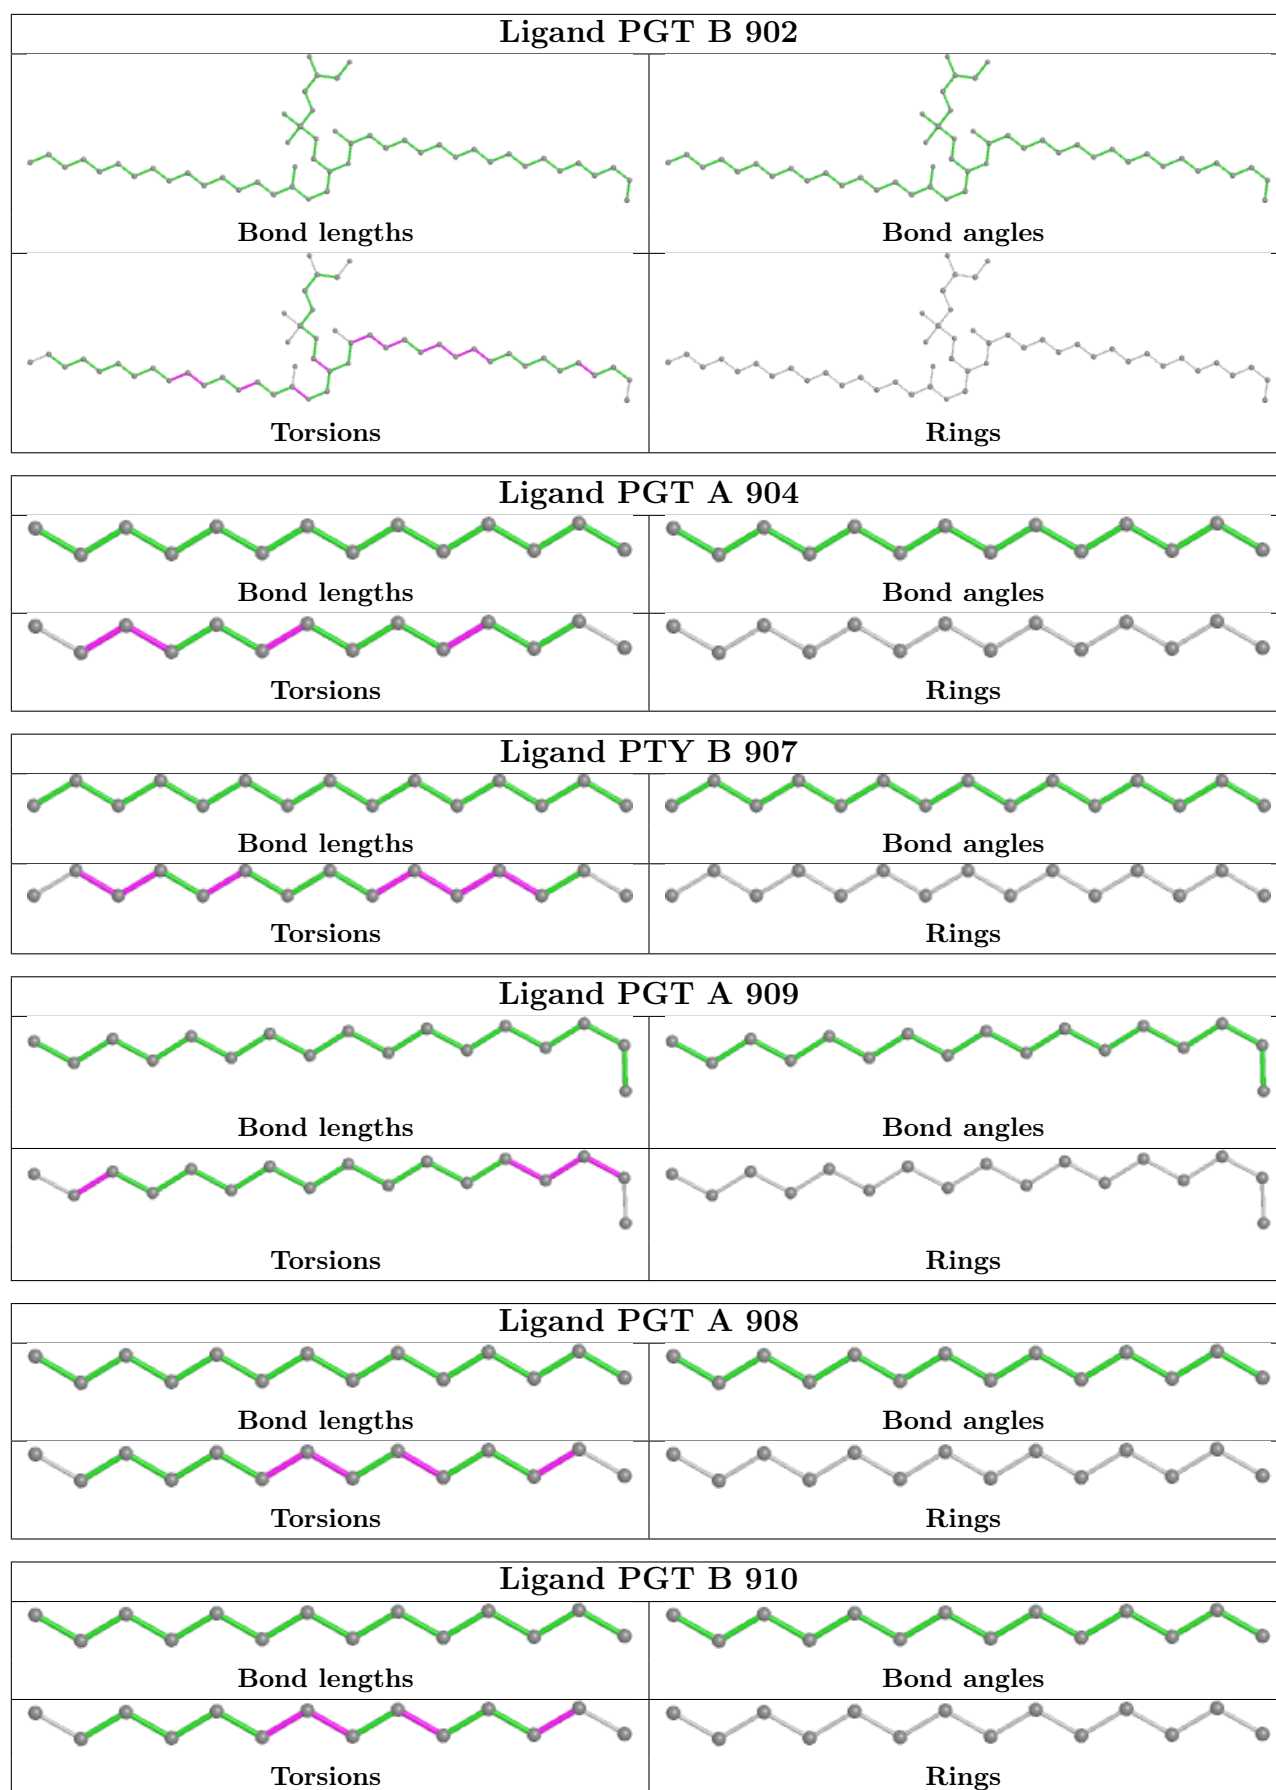 Ligand PGT B 902
Bond lengths Bond angles
Torsions Rings
Ligand PGT A 904
Bond lengths Bond angles
Torsions Rings
Ligand PTY B 907
Bond lengths Bond angles
Torsions Rings
Ligand PGT A 909
Bond lengths Bond angles
Torsions Rings
Ligand PGT A 908
Bond lengths Bond angles
Torsions Rings
Ligand PGT B 910
Bond lengths Bond angles
Torsions Rings